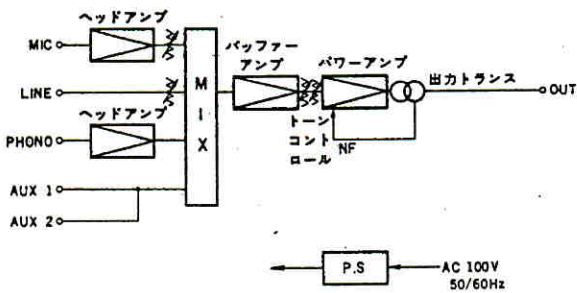 ヘッドアンプ
MIC
LINE
ヘッドアンプ
PHONO
AUX 1
AUX 2
M
I
X
バッファー
アンプ
パワーアンプ
トーン
コント
ロール
NF
出力トランス
OUT
P.S
AC 100V
50/60Hz